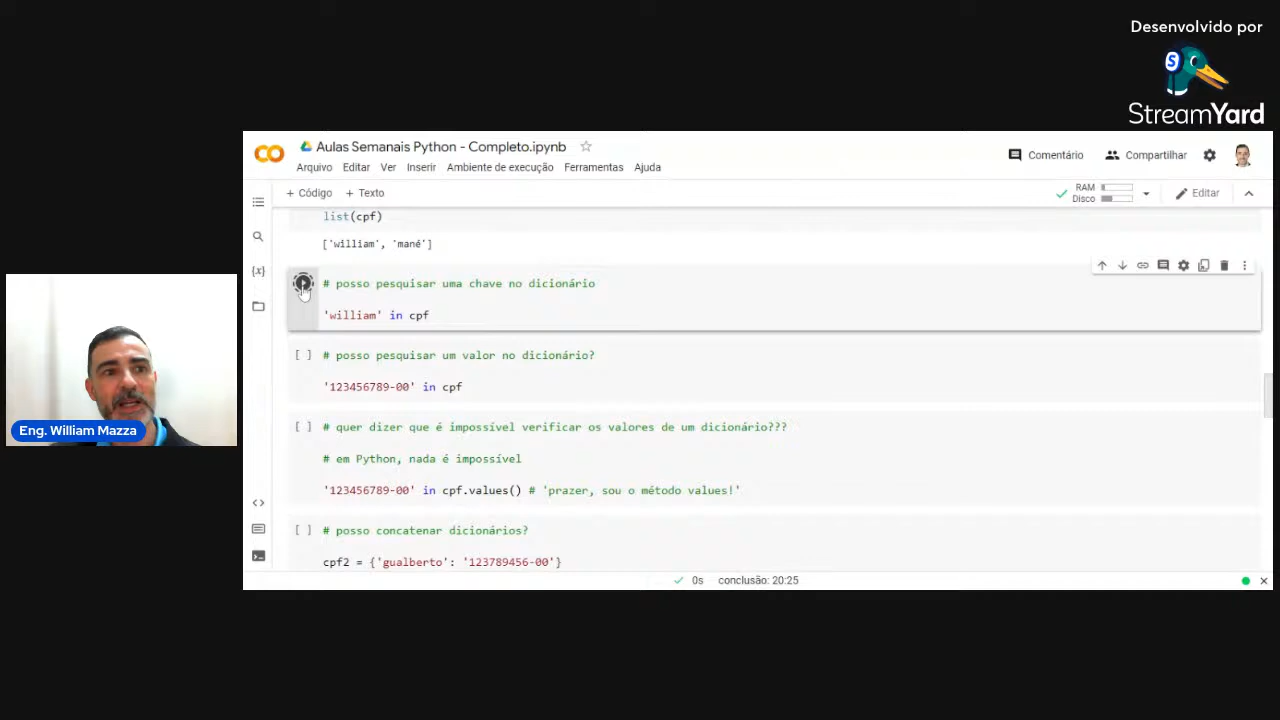 Desenvolvido por
S
StreamYard
CO
Aulas Semanais Python - Completo.ipynb
Arquivo Editar Ver Inserir Ambiente de execução Ferramentas Ajuda
Comentário Compartilhar
+ Código + Texto
RAM
Disco
Editar
list(cpf)
['william', 'mané']
# posso pesquisar uma chave no dicionário
'william' in cpf
[ ] # posso pesquisar um valor no dicionário?
'123456789-00' in cpf
[ ] # quer dizer que é impossível verificar os valores de um dicionário???
# em Python, nada é impossível
'123456789-00' in cpf.values() # 'prazer, sou o método values!'
[ ] # posso concatenar dicionários?
cpf2 = {'gualberto': '123789456-00'}
0s conclusão: 20:25
{x}
<>
Eng. William Mazza